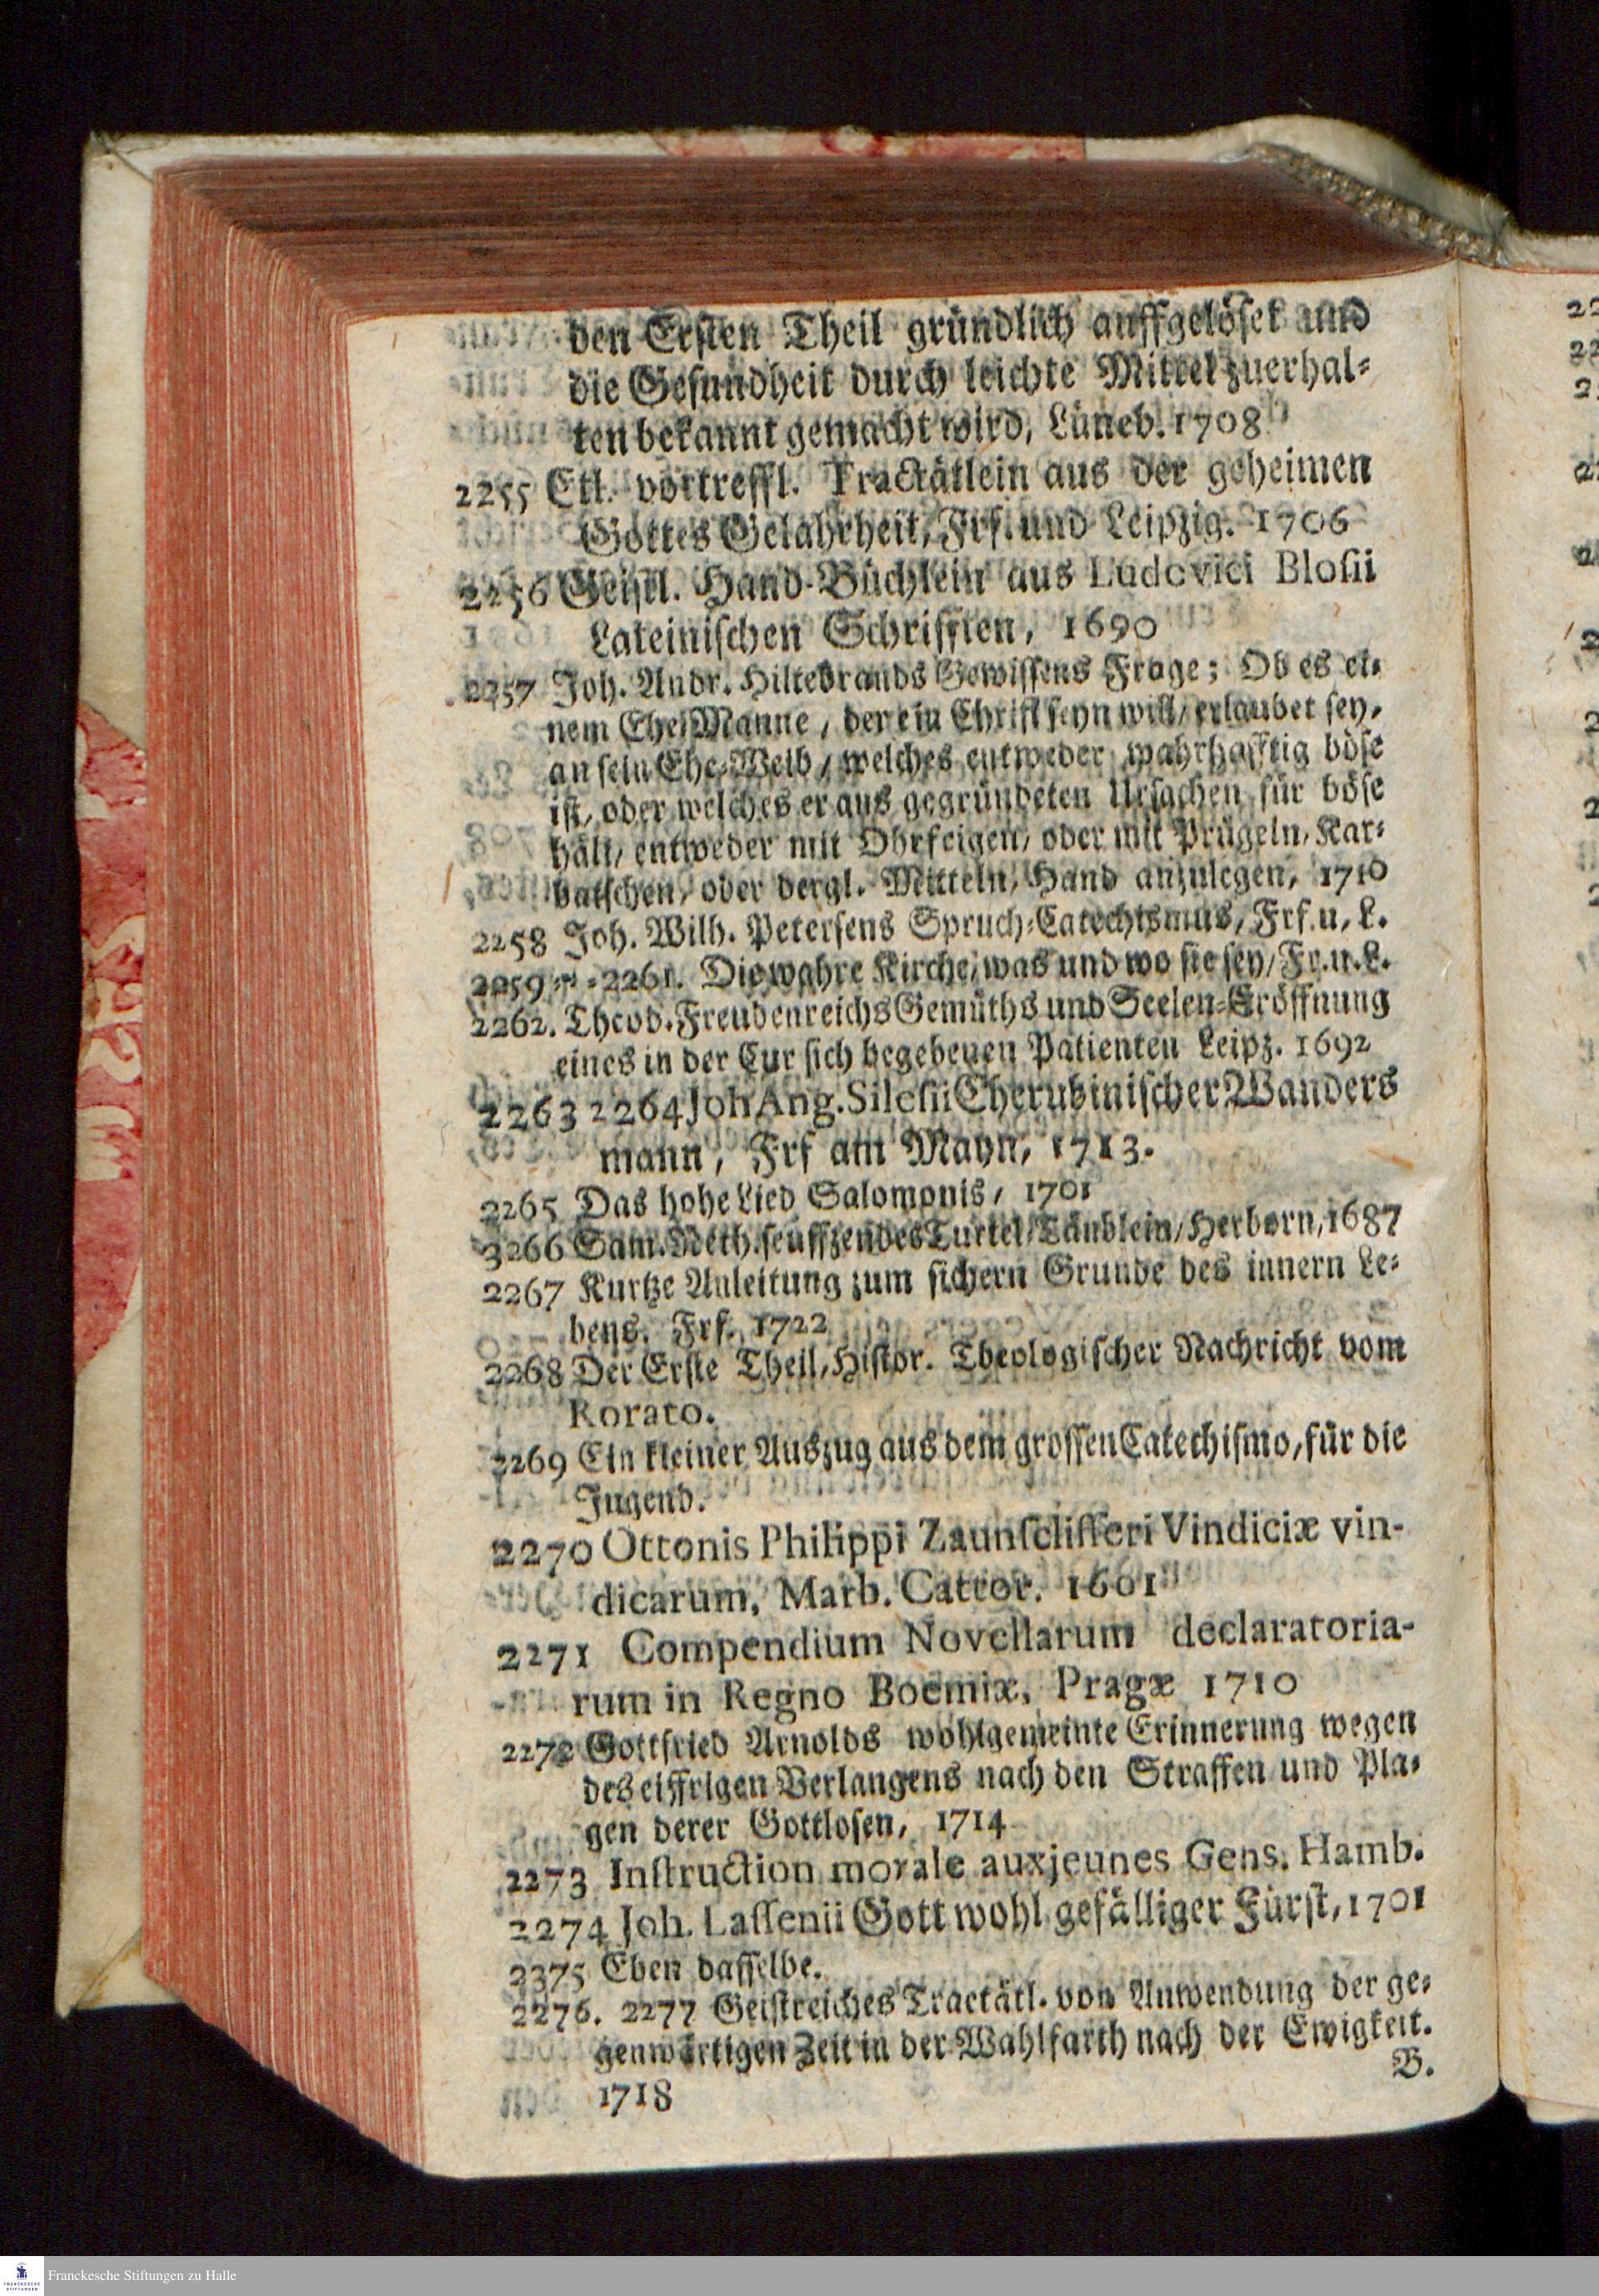 den Ersten Theil gründlich auffgelöset und
die Gesundheit durch leichte Mittel zuerhal-
ten bekannt gemacht wird, Lüneb. 1708
2255 Etl. vortreffl. Tractätlein aus der geheimen
Gottes Gelahrheit, Frf. und Leipzig. 1706
2256 Geistl. Hand-Büchlein aus Ludovici Blosii
Lateinischen Schrifften, 1690
2257 Joh. Andr. Hiltebrands Gewissens Frage; Ob es ei-
nem Ehe-Manne, der ein Christ seyn will, erlaubet sey,
an sein Ehe-Weib, welches entweder wahrhafftig böse
ist, oder welches er aus gegründeten Ursachen für böse
hält, entweder mit Ohrfeigen, oder mit Prügeln, Kar-
batschen, oder dergl. Mitteln, Hand anzulegen, 1710
2258 Joh. Wilh. Petersens Spruch-Catechismus, Frf. u. L.
2259 - - 2261. Die wahre Kirche, was und wo sie sey, Fr. u. L.
2262. Theod. Freudenreichs Gemüths und Seelen-Eröffnung
eines in der Cur sich begebenen Patienten Leipz. 1692
2263 2264 Joh Ang. Silesii Cherubinischer Wanders
mann, Frf am Mayn, 1713.
2265 Das hohe Lied Salomonis, 1701
3266 Sam. Neth. seuffzendes Turtel-Täublein, Herborn, 1687
2267 Kurtze Anleitung zum sichern Grunde des innern Le-
bens. Frf. 1722
2268 Der Erste Theil, Histor. Theologischer Nachricht vom
Rorato.
2269 Ein kleiner Auszug aus dem grossen Catechismo, für die
Jugend.
2270 Ottonis Philippi Zaunsclifferi Vindiciæ vin-
dicarum, Marb. Cattor. 1601
2271 Compendium Novellarum declaratoria-
rum in Regno Boemiæ, Pragæ 1710
2272 Gottfried Arnolds wohlgemeinte Erinnerung wegen
des eiffrigen Verlangens nach den Straffen und Pla-
gen derer Gottlosen, 1714
2273 Instruction morale auxjeunes Gens. Hamb.
2274 Joh. Lassenii Gott wohl gefälliger Fürst, 1701
2375 Eben dasselbe.
2276. 2277 Geistreiches Tractätl. von Anwendung der ge-
genwärtigen Zeit in der Wahlfarth nach der Ewigkeit.
1718
B.
Franckesche Stiftungen zu Halle